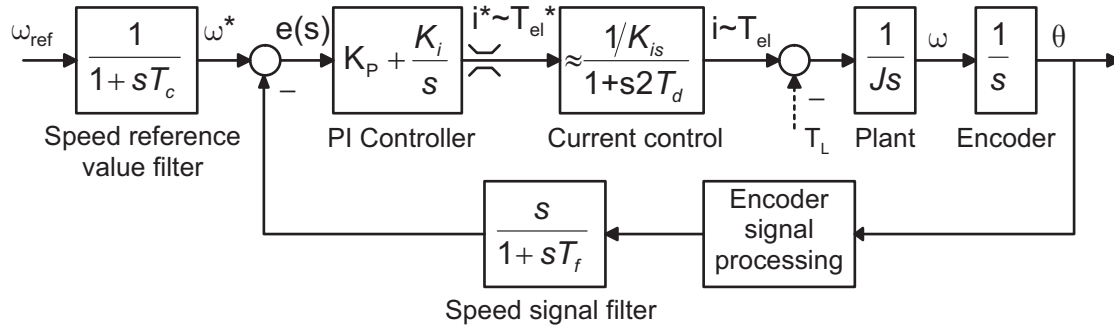 ω_ref
1
1 + sT_c
ω*
e(s)
K_P + K_i
s
i*~T_el*
≈ 1/K_is
1+s2T_d
i~T_el
1
Js
ω
1
s
θ
Speed reference
value filter
–
PI Controller
Current control
–
T_L
Plant
Encoder
s
1 + sT_f
Encoder
signal
processing
Speed signal filter